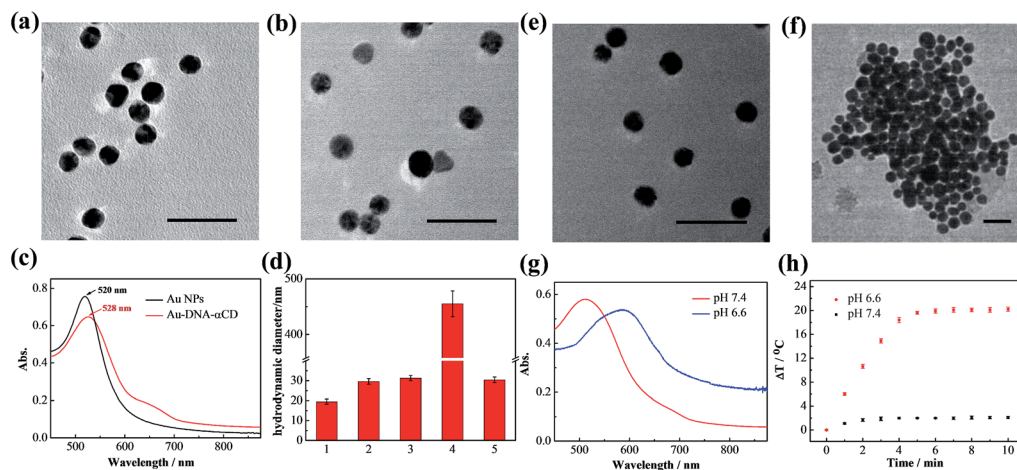 (a)
(b)
(e)
(f)
(c)
520 nm
528 nm
Au NPs
Au-DNA-αCD
Abs.
0.8
0.6
0.4
0.2
0.0
500 600 700 800
Wavelength / nm
(d)
hydrodynamic diameter/nm
450
400
30
20
10
0
1 2 3 4 5
(g)
pH 7.4
pH 6.6
Abs.
0.6
0.4
0.2
0.0
500 600 700 800
Wavelength / nm
(h)
pH 6.6
pH 7.4
ΔT / ⁰C
24
20
16
12
8
4
0
0 2 4 6 8 10
Time / min